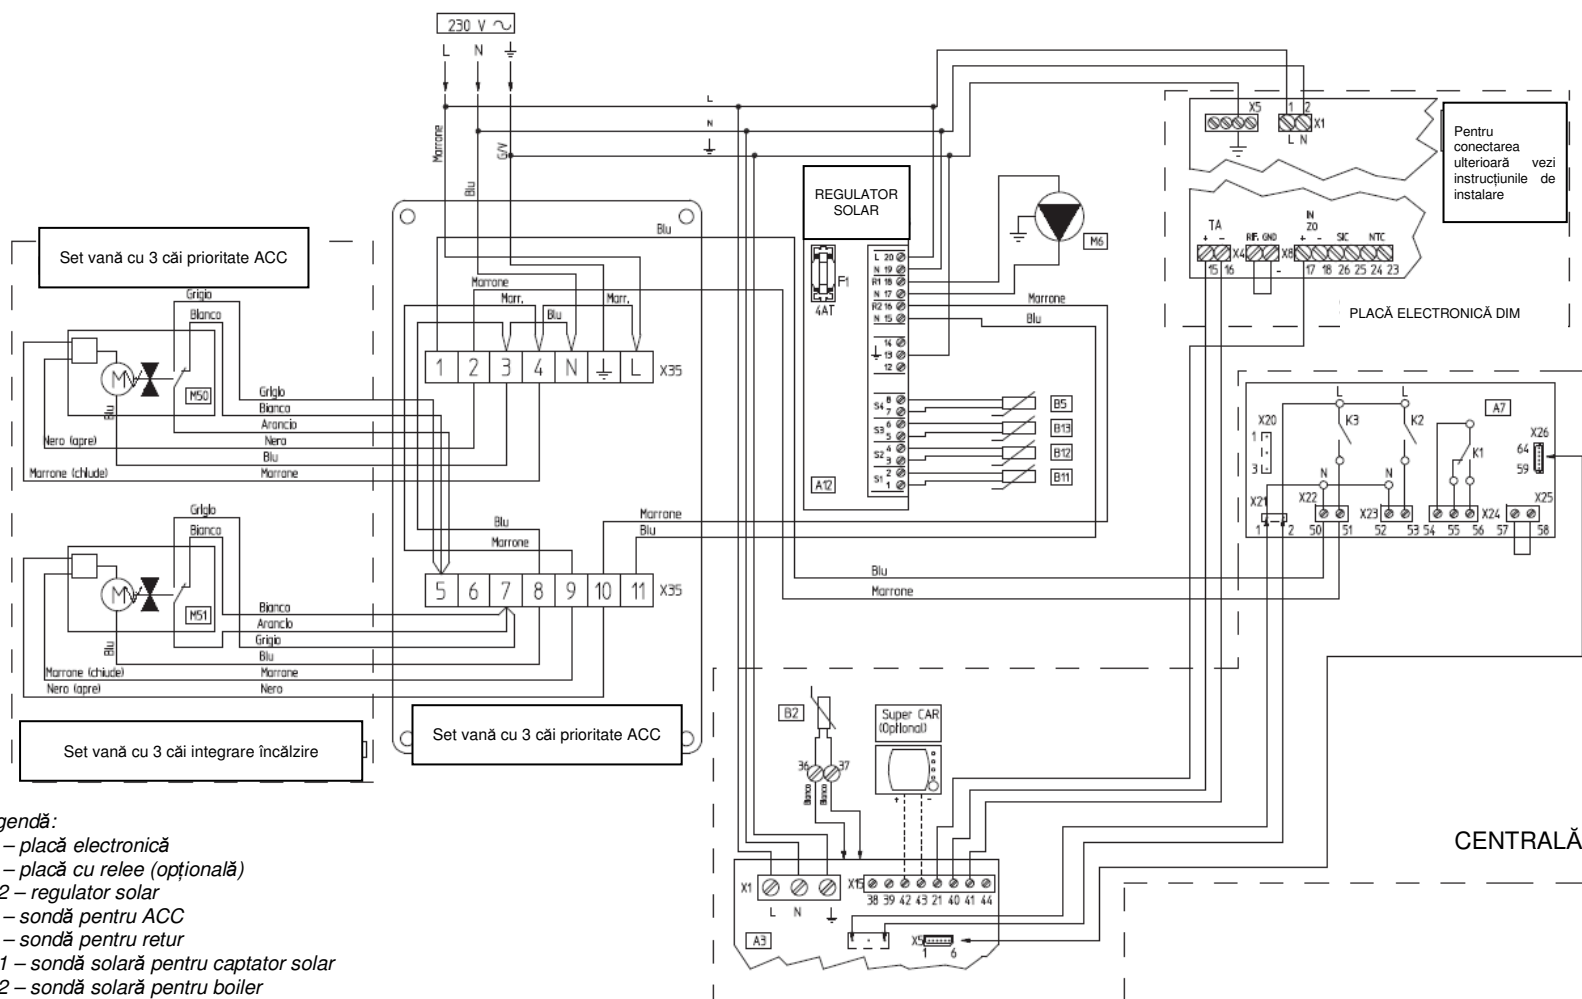 230 V
L N
L
N
Marrone
Blu
G/V
X5
1 2
X1
L N
Pentru
conectarea
ulterioară vezi
instrucțiunile de
instalare
REGULATOR
SOLAR
M6
TA
+ -
RIF. GND
IN
ZO
+ -
SIC
NTC
X4
X8
15 16
-
17 18 26 25 24 23
PLACĂ ELECTRONICĂ DIM
Set vană cu 3 căi prioritate ACC
Blu
Marrone
Marr.
Marr.
Blu
F1
4AT
L 20
N 19
R1 18
N 17
R2 16
N 15
14
13
12
S4 8
7
S3 6
5
S2 4
3
S1 2
1
A12
Marrone
Blu
B5
B13
B12
B11
1 2 3 4 N L X35
Grigio
Bianco
M
M50
Blu
Grigio
Bianco
Arancio
Nero (apre)
Nero
Blu
Marrone (chiude)
Marrone
L L
A7
X20
1
3
K3
K2
K1
X26
64
59
N N
X21
X22
X23
X24
X25
1 2 50 51 52 53 54 55 56 57 58
Grigio
Bianco
Blu
Marrone
Marrone
Blu
5 6 7 8 9 10 11 X35
Blu
Marrone
M
M51
Blu
Bianco
Arancio
Grigio
Blu
Marrone (chiude)
Marrone
Nero (apre)
Nero
Set vană cu 3 căi integrare încălzire
Set vană cu 3 căi prioritate ACC
B2
36 37
Bianco
Bianco
Super CAR
(Optional)
+ -
X1
L N
X15
38 39 42 43 21 40 41 44
A3
X5
1 6
CENTRALĂ
gendă:
– placă electronică
– placă cu relee (opțională)
2 – regulator solar
– sondă pentru ACC
– sondă pentru retur
1 – sondă solară pentru captator solar
2 – sondă solară pentru boiler